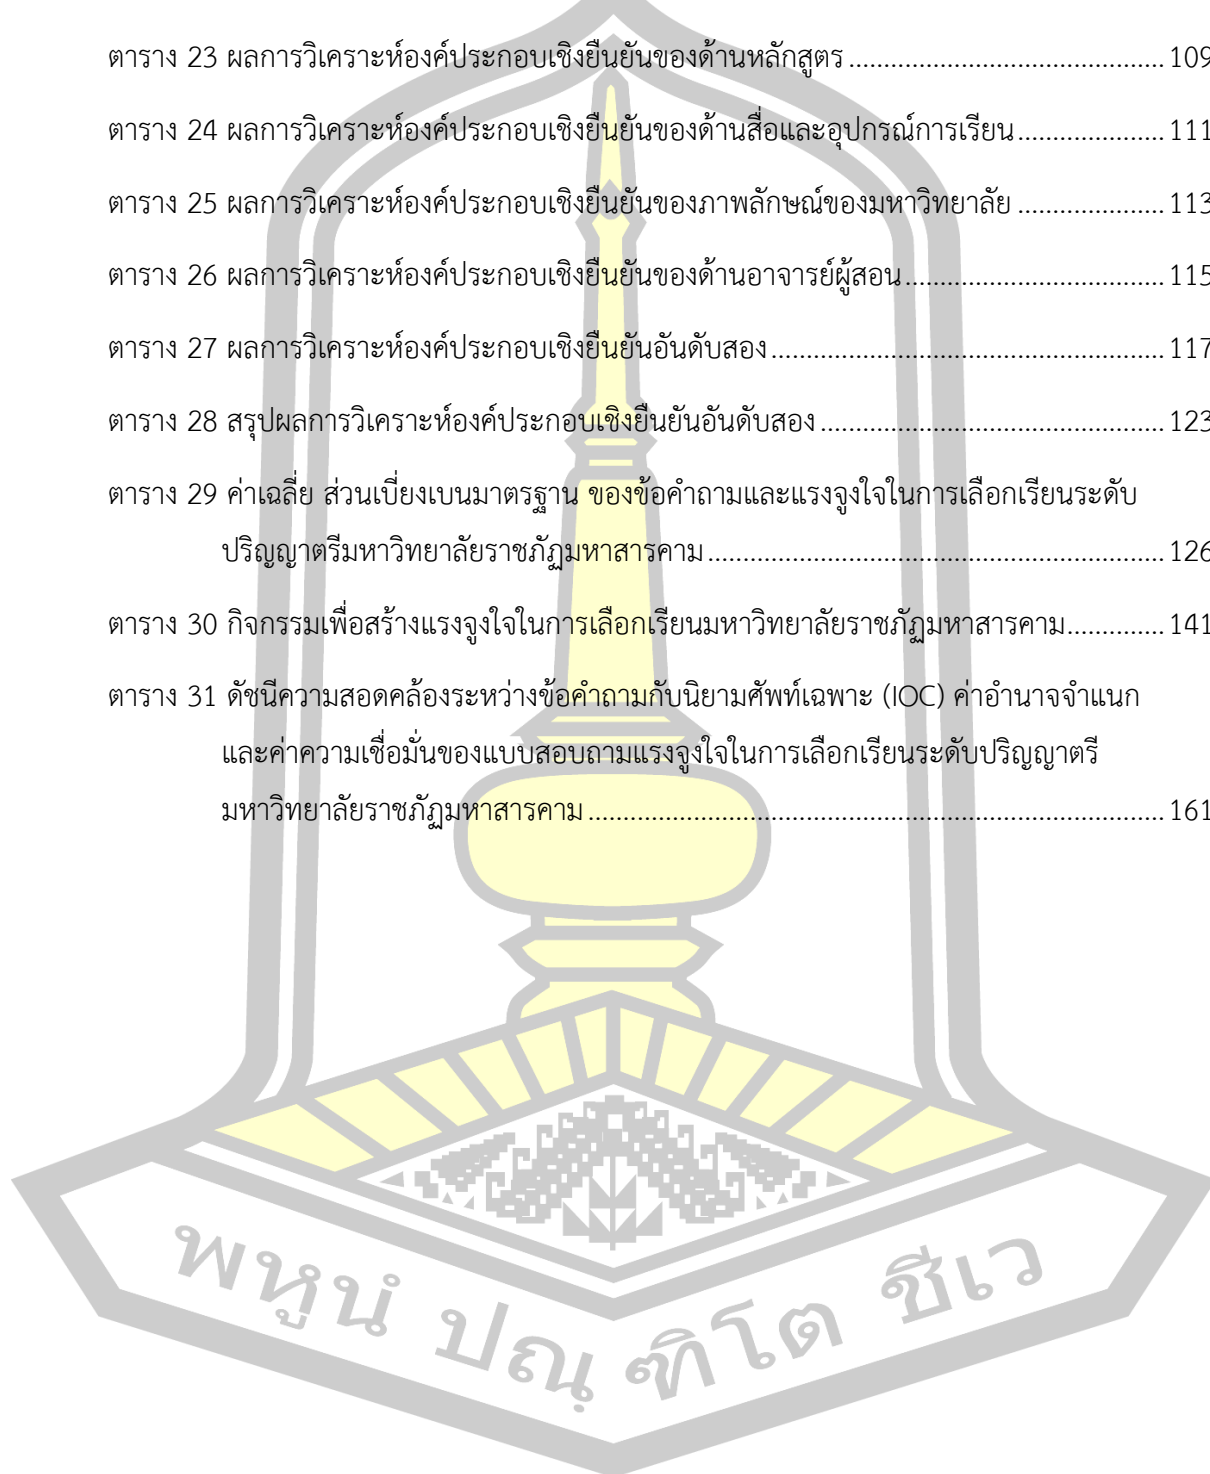 ตาราง 23 ผลการวิเคราะห์องค์ประกอบเชิงยืนยันของด้านหลักสูตร ............................................. 109
ตาราง 24 ผลการวิเคราะห์องค์ประกอบเชิงยืนยันของด้านสื่อและอุปกรณ์การเรียน ..................... 111
ตาราง 25 ผลการวิเคราะห์องค์ประกอบเชิงยืนยันของภาพลักษณ์ของมหาวิทยาลัย ..................... 113
ตาราง 26 ผลการวิเคราะห์องค์ประกอบเชิงยืนยันของด้านอาจารย์ผู้สอน ..................................... 115
ตาราง 27 ผลการวิเคราะห์องค์ประกอบเชิงยืนยันอันดับสอง ........................................................ 117
ตาราง 28 สรุปผลการวิเคราะห์องค์ประกอบเชิงยืนยันอันดับสอง ................................................. 123
ตาราง 29 ค่าเฉลี่ย ส่วนเบี่ยงเบนมาตรฐาน ของข้อคำถามและแรงจูงใจในการเลือกเรียนระดับ
ปริญญาตรีมหาวิทยาลัยราชภัฏมหาสารคาม ................................................................. 126
ตาราง 30 กิจกรรมเพื่อสร้างแรงจูงใจในการเลือกเรียนมหาวิทยาลัยราชภัฏมหาสารคาม .............. 141
ตาราง 31 ดัชนีความสอดคล้องระหว่างข้อคำถามกับนิยามศัพท์เฉพาะ (IOC) ค่าอำนาจจำแนก
และค่าความเชื่อมั่นของแบบสอบถามแรงจูงใจในการเลือกเรียนระดับปริญญาตรี
มหาวิทยาลัยราชภัฏมหาสารคาม .................................................................................. 161
พหูนํ ปณฺฑิโต ชีเว